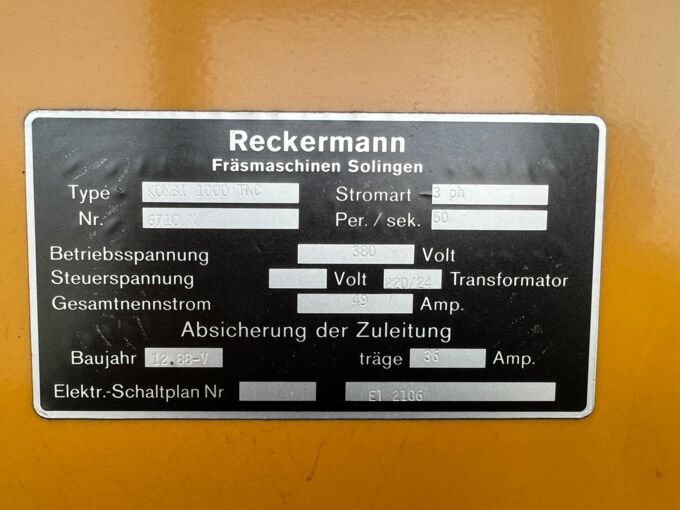 Reckermann
Fräsmaschinen Solingen
Type KOMBI 1000 TNC Stromart 3 ph,
Nr. 6710 N Per./sek. 50
Betriebsspannung 380 Volt
Steuerspannung Volt 220/24 Transformator
Gesamtnennstrom 49 Amp.
Absicherung der Zuleitung
Baujahr 12.88-V träge 36 Amp.
Elektr.-Schaltplan Nr El 2106